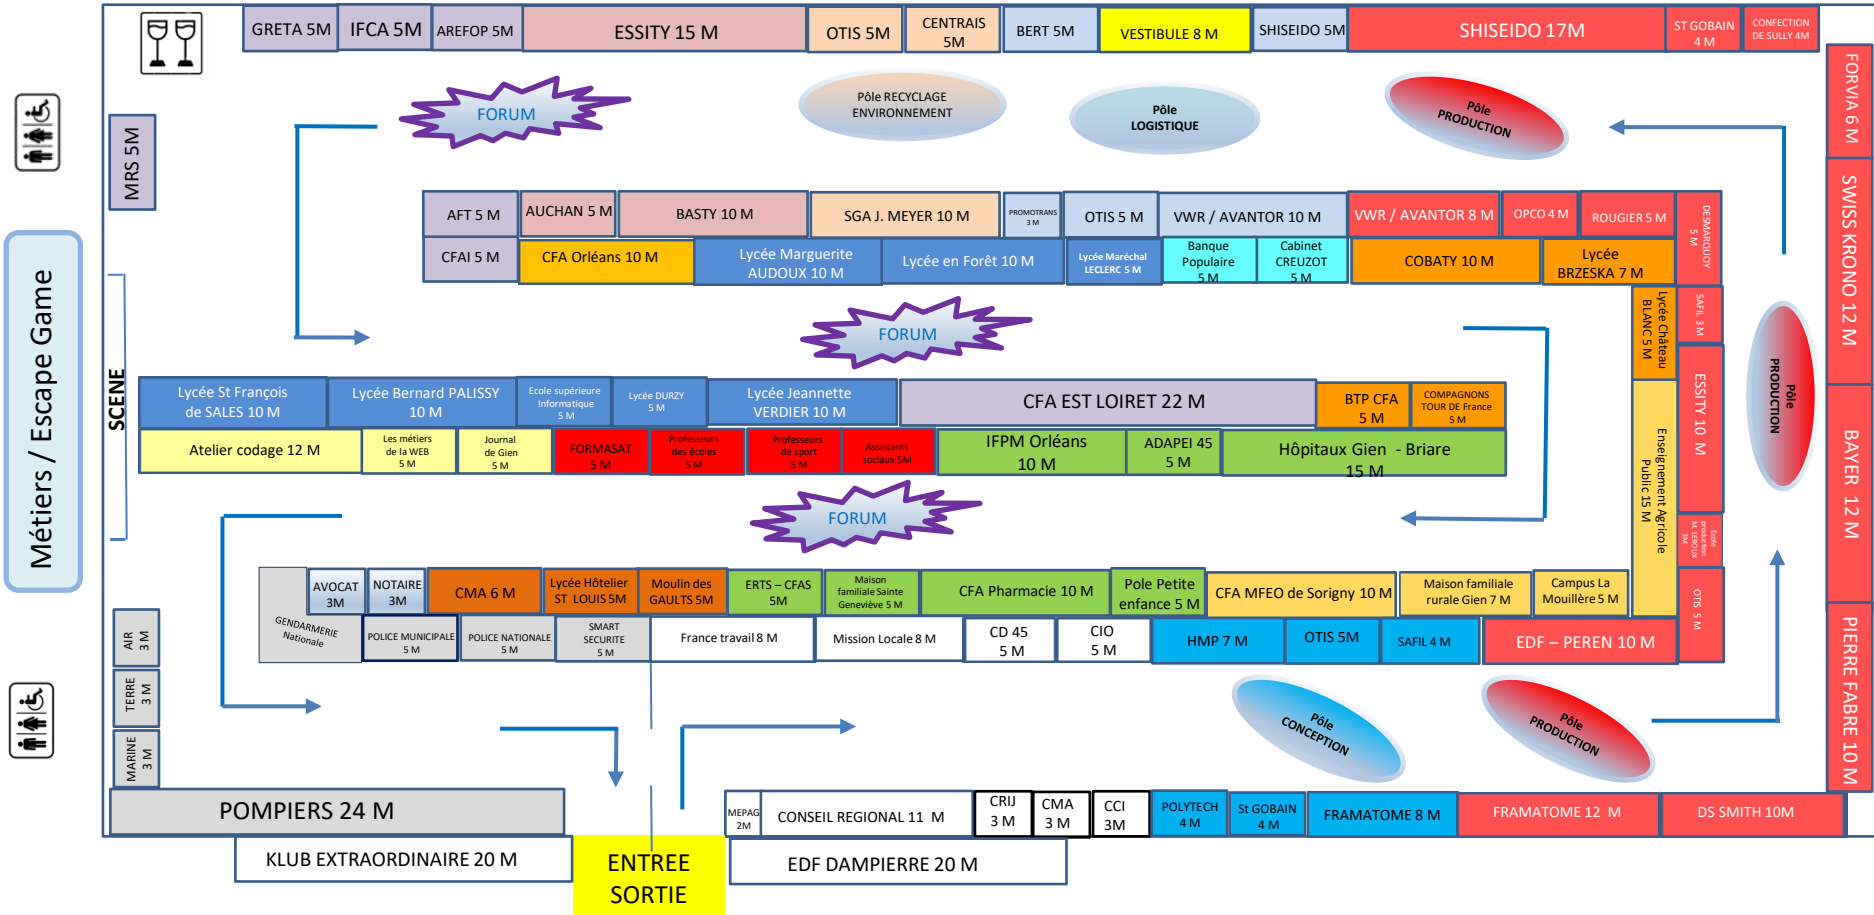 GRETA 5M
IFCA 5M
AREFOP 5M
ESSITY 15 M
OTIS 5M
CENTRAIS
5M
BERT 5M
VESTIBULE 8 M
SHISEIDO 5M
SHISEIDO 17M
ST GOBAIN
4 M
CONFECTION
DE SULLY 4M
FORUM
Pôle RECYCLAGE
ENVIRONNEMENT
Pôle
LOGISTIQUE
Pôle
PRODUCTION
FORVIA 6 M
MRS 5M
AFT 5 M
AUCHAN 5 M
BASTY 10 M
SGA J. MEYER 10 M
PROMOTRANS
3 M
OTIS 5 M
VWR / AVANTOR 10 M
VWR / AVANTOR 8 M
OPCO 4 M
ROUGIER 5 M
DESMARQUOY
5 M
SWISS KRONO 12 M
CFAI 5 M
CFA Orléans 10 M
Lycée Marguerite
AUDOUX 10 M
Lycée en Forêt 10 M
Lycée Maréchal
LECLERC 5 M
Banque
Populaire
5 M
Cabinet
CREUZOT
5 M
COBATY 10 M
Lycée
BRZESKA 7 M
Métiers / Escape Game
SCENE
FORUM
Lycée Château
BLANC 5 M
SAFIL 3 M
Pôle
PRODUCTION
Lycée St François
de SALES 10 M
Lycée Bernard PALISSY
10 M
Ecole supérieure
Informatique
5 M
Lycée DURZY
5 M
Lycée Jeannette
VERDIER 10 M
CFA EST LOIRET 22 M
BTP CFA
5 M
COMPAGNONS
TOUR DE France
5 M
ESSITY 10 M
BAYER 12 M
Atelier codage 12 M
Les métiers
de la WEB
5 M
Journal
de Gien
5 M
FORMASAT
5 M
Professeurs
des écoles
5 M
Professeurs
de sport
5 M
Assistants
sociaux 5M
IFPM Orléans
10 M
ADAPEI 45
5 M
Hôpitaux Gien - Briare
15 M
Enseignement Agricole
Public 15 M
FORUM
Ecole
production
M. LEROUX
3M
GENDARMERIE
Nationale
AVOCAT
3M
NOTAIRE
3M
CMA 6 M
Lycée Hôtelier
ST LOUIS 5M
Moulin des
GAULTS 5M
ERTS – CFAS
5M
Maison
familiale Sainte
Geneviève 5 M
CFA Pharmacie 10 M
Pole Petite
enfance 5 M
CFA MFEO de Sorigny 10 M
Maison familiale
rurale Gien 7 M
Campus La
Mouillère 5 M
OTIS 5 M
POLICE MUNICIPALE
5 M
POLICE NATIONALE
5 M
SMART
SECURITE
5 M
France travail 8 M
Mission Locale 8 M
CD 45
5 M
CIO
5 M
HMP 7 M
OTIS 5M
SAFIL 4 M
EDF – PEREN 10 M
AIR
3 M
TERRE
3 M
MARINE
3 M
Pôle
CONCEPTION
Pôle
PRODUCTION
PIERRE FABRE 10 M
POMPIERS 24 M
MEPAG
2M
CONSEIL REGIONAL 11 M
CRIJ
3 M
CMA
3 M
CCI
3M
POLYTECH
4 M
St GOBAIN
4 M
FRAMATOME 8 M
FRAMATOME 12 M
DS SMITH 10M
KLUB EXTRAORDINAIRE 20 M
ENTREE
SORTIE
EDF DAMPIERRE 20 M